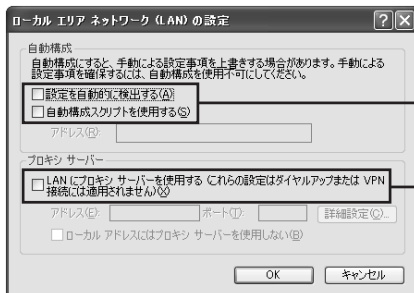 ローカル エリア ネットワーク (LAN) の設定
自動構成
自動構成にすると、手動による設定事項を上書きする場合があります。手動による
設定事項を確保するには、自動構成を使用不可にしてください。
設定を自動的に検出する(A)
自動構成スクリプトを使用する(S)
アドレス(R):
プロキシ サーバー
LAN にプロキシ サーバーを使用する (これらの設定はダイヤルアップまたは VPN
接続には適用されません)(X)
アドレス(E): ポート(T): 詳細設定(C)...
ローカル アドレスにはプロキシ サーバーを使用しない(B)
OK キャンセル